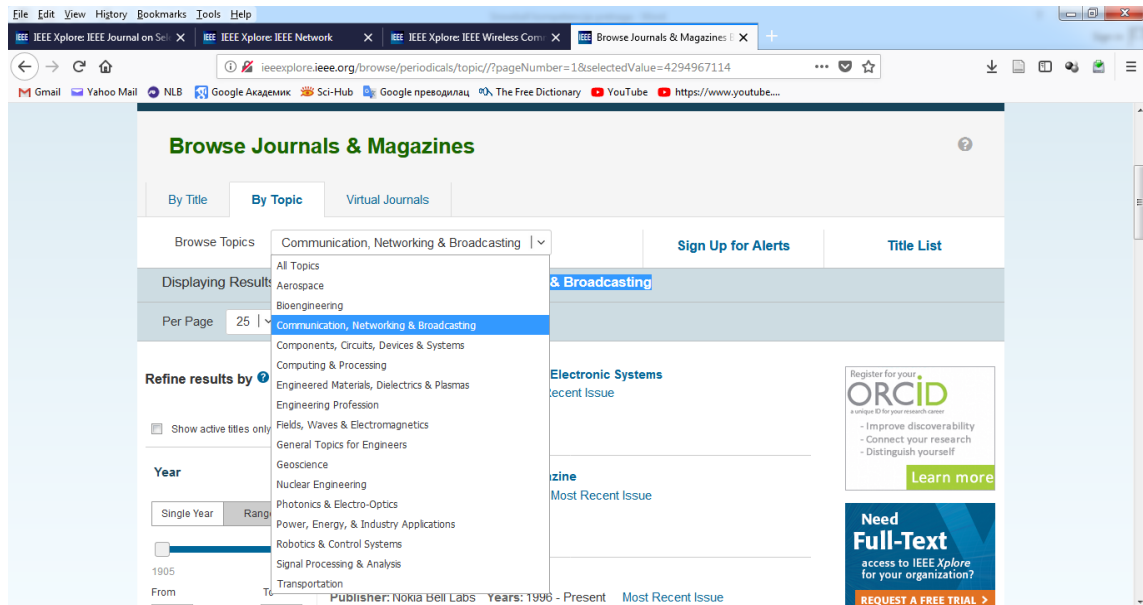 File Edit View History Bookmarks Tools Help
IEEE Xplore: IEEE Journal on Sel
IEEE Xplore: IEEE Network
IEEE Xplore: IEEE Wireless Com
Browse Journals & Magazines
ieeexplore.ieee.org/browse/periodicals/topic//?pageNumber=1&selectedValue=4294967114
Gmail Yahoo Mail NLB Google Академик Sci-Hub Google преводилац The Free Dictionary YouTube https://www.youtube....
Browse Journals & Magazines
By Title By Topic Virtual Journals
Browse Topics Communication, Networking & Broadcasting
Sign Up for Alerts Title List
Displaying Results & Broadcasting
Per Page 25
All Topics
Aerospace
Bioengineering
Communication, Networking & Broadcasting
Components, Circuits, Devices & Systems
Computing & Processing
Engineered Materials, Dielectrics & Plasmas
Engineering Profession
Fields, Waves & Electromagnetics
General Topics for Engineers
Geoscience
Nuclear Engineering
Photonics & Electro-Optics
Power, Energy, & Industry Applications
Robotics & Control Systems
Signal Processing & Analysis
Transportation
Refine results by
Show active titles only
Year
Single Year Rang
1905
From To
Electronic Systems
Recent Issue
zine
Most Recent Issue
Publisher: Nokia Bell Labs Years: 1996 - Present Most Recent Issue
Register for your
ORCID
a unique ID for your research career
- Improve discoverability
- Connect your research
- Distinguish yourself
Learn more
Need
Full-Text
access to IEEE Xplore
for your organization?
REQUEST A FREE TRIAL >